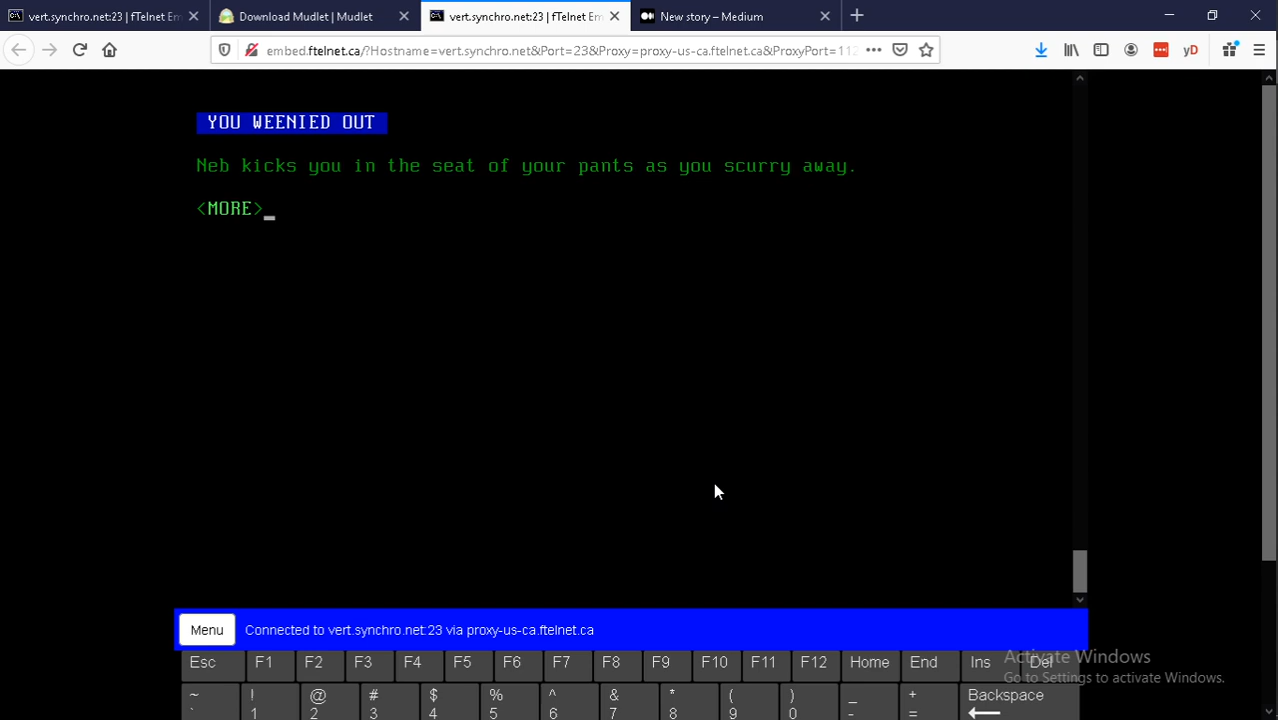 vert.synchro.net:23 | fTelnet Em
Download Mudlet | Mudlet
vert.synchro.net:23 | fTelnet Em
New story – Medium
embed.ftelnet.ca/?Hostname=vert.synchro.net&Port=23&Proxy=proxy-us-ca.ftelnet.ca&ProxyPort=112
yD
YOU WEENIED OUT
Neb kicks you in the seat of your pants as you scurry away.
<MORE>_
Menu
Connected to vert.synchro.net:23 via proxy-us-ca.ftelnet.ca
Esc F1 F2 F3 F4 F5 F6 F7 F8 F9 F10 F11 F12 Home End Ins Del
Activate Windows
Go to Settings to activate Windows.
~ ! @ # $ % ^ & * ( ) _ + Backspace
` 1 2 3 4 5 6 7 8 9 0 - =